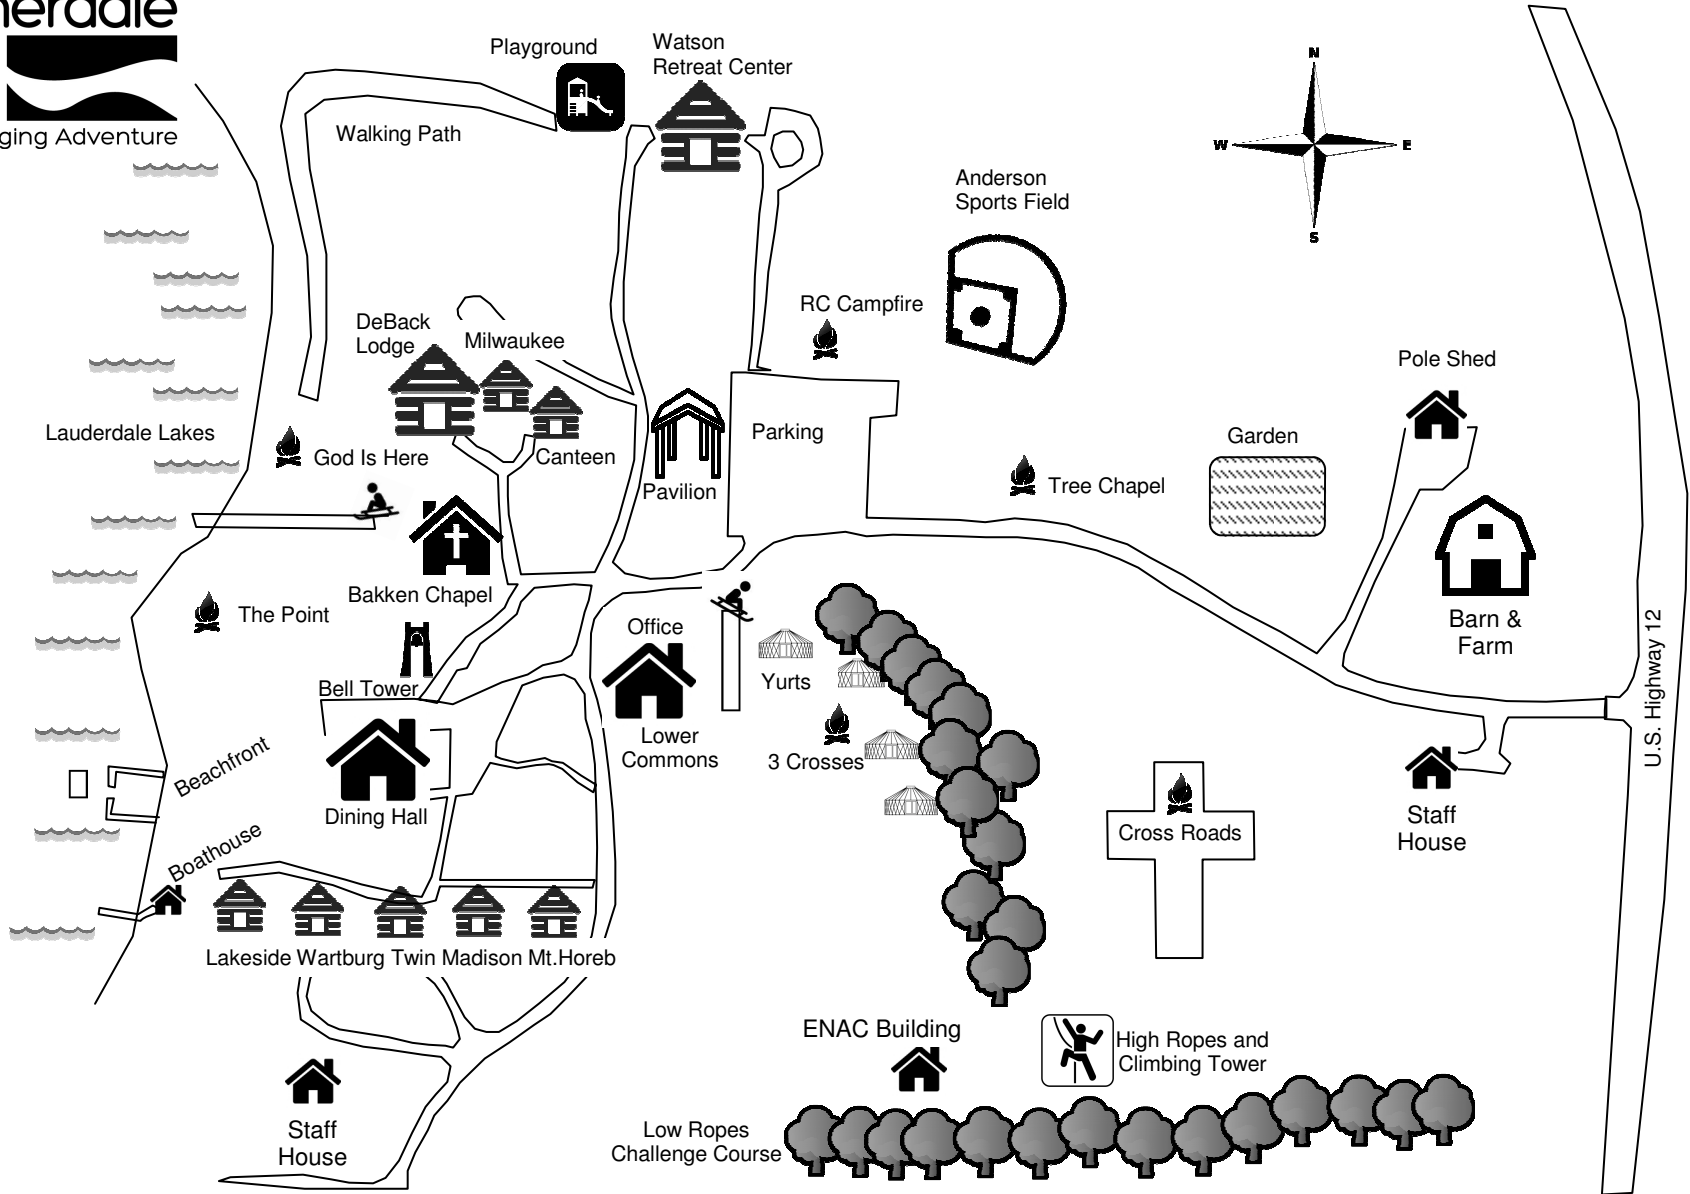 Playground
Watson
Retreat Center
N
W
E
S
Walking Path
Anderson
Sports Field
RC Campfire
DeBack
Lodge
Milwaukee
Pole Shed
Lauderdale Lakes
God Is Here
Canteen
Pavilion
Parking
Tree Chapel
Garden
Bakken Chapel
The Point
Office
Yurts
Barn &
Farm
U.S. Highway 12
Bell Tower
Lower
Commons
3 Crosses
Beachfront
Dining Hall
Boathouse
Cross Roads
Staff
House
Lakeside Wartburg Twin Madison Mt.Horeb
ENAC Building
High Ropes and
Climbing Tower
Staff
House
Low Ropes
Challenge Course
Adventure